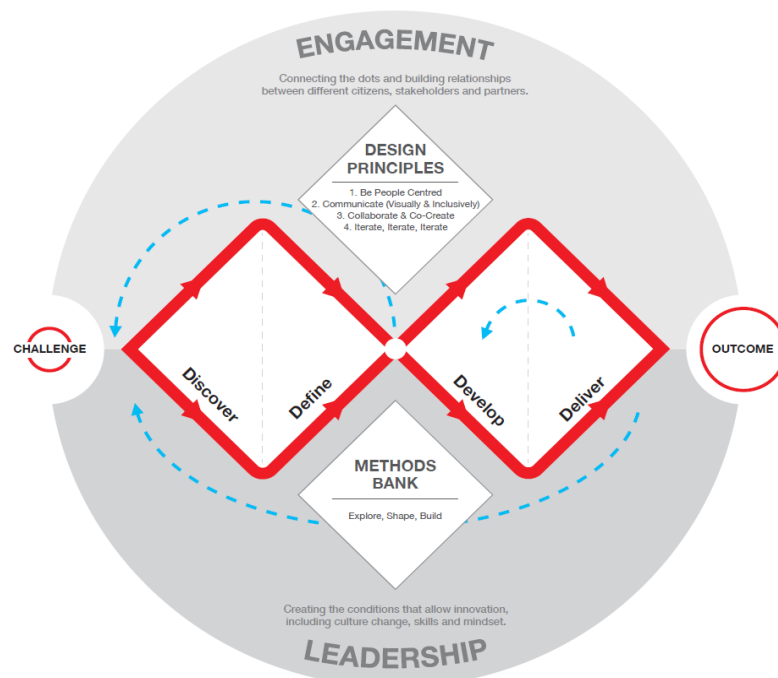 ENGAGEMENT
Connecting the dots and building relationships
between different citizens, stakeholders and partners.
DESIGN
PRINCIPLES
1. Be People Centred
2. Communicate (Visually & Inclusively)
3. Collaborate & Co-Create
4. Iterate, Iterate, Iterate
CHALLENGE
OUTCOME
Discover
Define
Develop
Deliver
METHODS
BANK
Explore, Shape, Build
Creating the conditions that allow innovation,
including culture change, skills and mindset.
LEADERSHIP